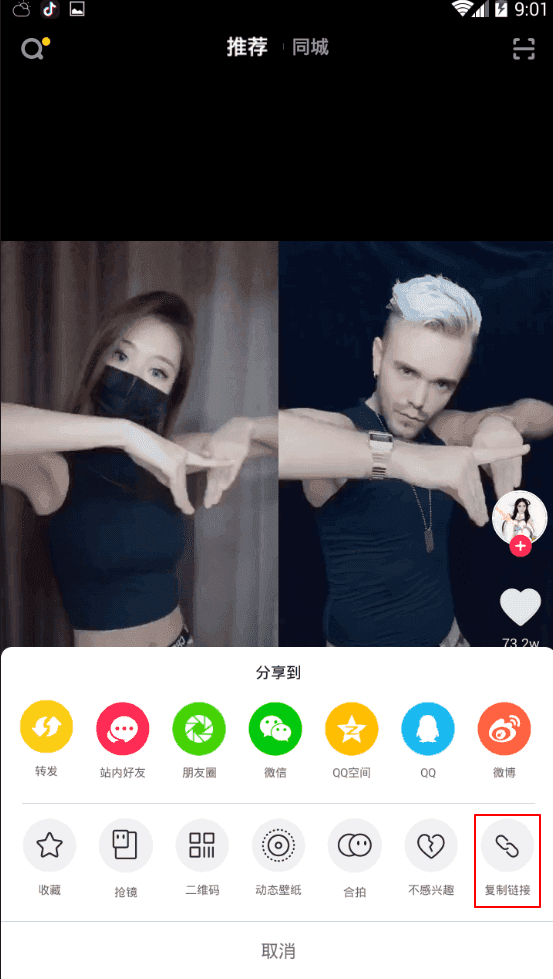 9:01
推荐
同城
73.2w
分享到
转发
站内好友
朋友圈
微信
QQ空间
QQ
微博
收藏
抢镜
二维码
动态壁纸
合拍
不感兴趣
复制链接
取消